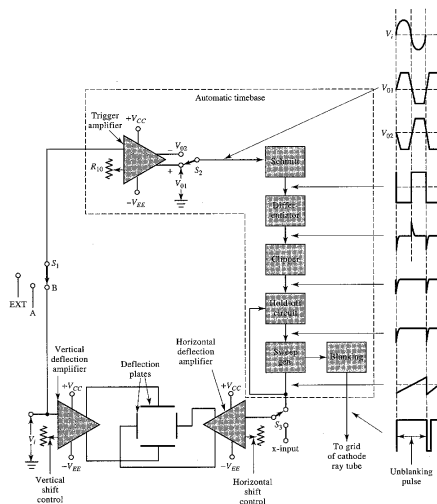 Automatic timebase
Trigger
amplifier
+V_CC
− V_02
S_2
R_10
+
V_01
−V_EE
Schmitt
Differ-
entiator
Clipper
Hold-off
circuit
Sweep
gen
Blanking
S_1
B
A
EXT
Vertical
deflection
amplifier
+V_CC
−V_EE
V_i
Vertical
shift
control
Deflection
plates
Horizontal
deflection
amplifier
+V_CC
−V_EE
S_3
x-input
Horizontal
shift
control
To grid
of cathode
ray tube
V_i
V_01
V_02
Unblanking
pulse